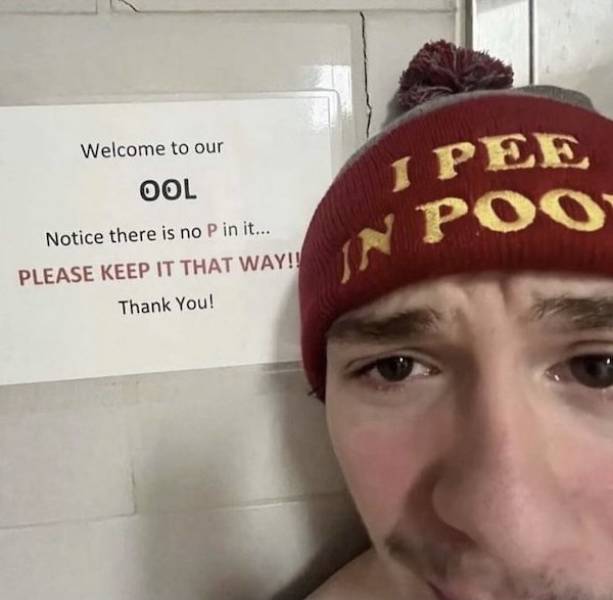 Welcome to our
OOL
Notice there is no P in it...
PLEASE KEEP IT THAT WAY!!
Thank You!
I PEE
IN POO